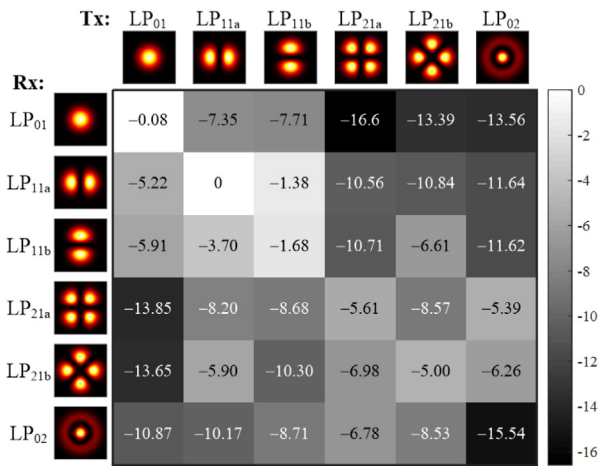 Tx: LP01 LP11a LP11b LP21a LP21b LP02
Rx:
LP01 −0.08 −7.35 −7.71 −16.6 −13.39 −13.56
LP11a −5.22 0 −1.38 −10.56 −10.84 −11.64
LP11b −5.91 −3.70 −1.68 −10.71 −6.61 −11.62
LP21a −13.85 −8.20 −8.68 −5.61 −8.57 −5.39
LP21b −13.65 −5.90 −10.30 −6.98 −5.00 −6.26
LP02 −10.87 −10.17 −8.71 −6.78 −8.53 −15.54
0
-2
-4
-6
-8
-10
-12
-14
-16